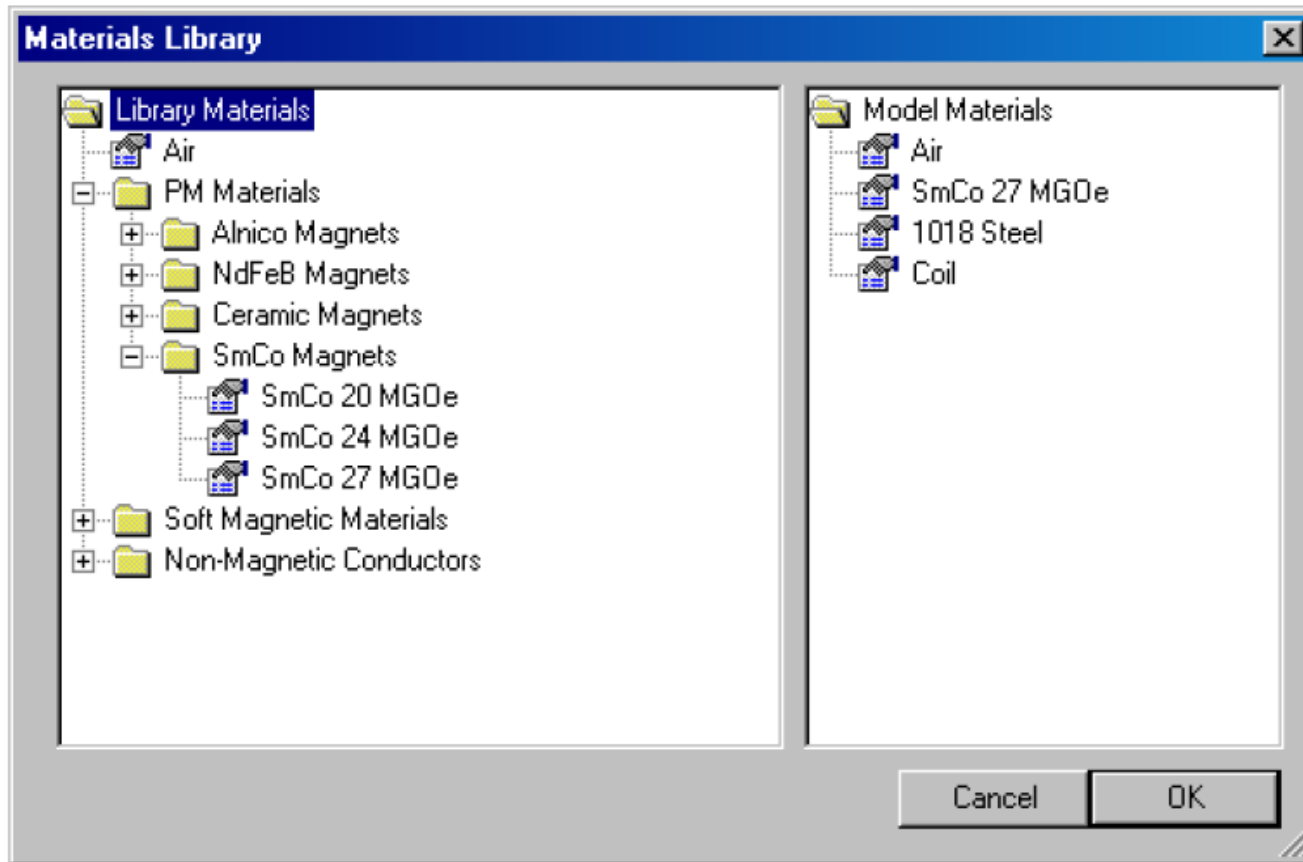 Materials Library
Library Materials
Air
PM Materials
Alnico Magnets
NdFeB Magnets
Ceramic Magnets
SmCo Magnets
SmCo 20 MGOe
SmCo 24 MGOe
SmCo 27 MGOe
Soft Magnetic Materials
Non-Magnetic Conductors
Model Materials
Air
SmCo 27 MGOe
1018 Steel
Coil
Cancel
OK